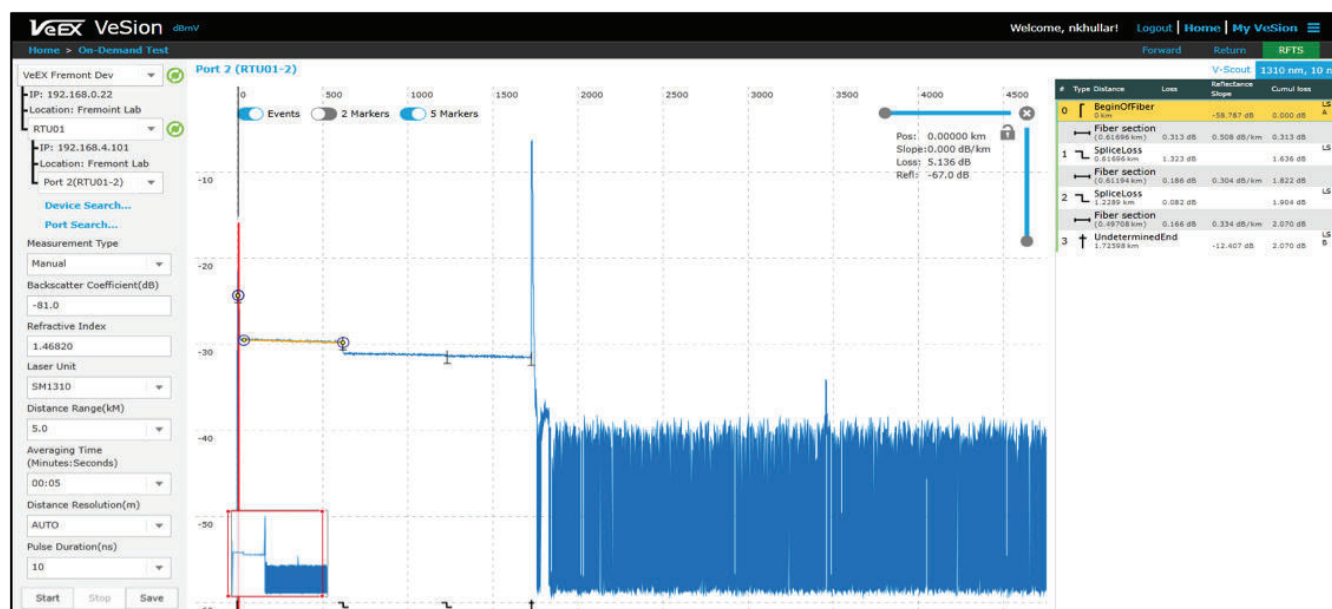 VeEX VeSion dBmV
Welcome, nkhullar! Logout | Home | My VeSion
Home > On-Demand Test
Forward Return RFTS
VeEX Fremont Dev
IP: 192.168.0.22
Location: Fremoint Lab
RTU01
IP: 192.168.4.101
Location: Fremont Lab
Port 2(RTU01-2)
Device Search...
Port Search...
Measurement Type
Manual
Backscatter Coefficient(dB)
-81.0
Refractive Index
1.46820
Laser Unit
SM1310
Distance Range(kM)
5.0
Averaging Time
(Minutes:Seconds)
00:05
Distance Resolution(m)
AUTO
Pulse Duration(ns)
10
Start Stop Save
Port 2 (RTU01-2)
V-Scout 1310 nm, 10 n
0 500 1000 1500 2000 2500 3000 3500 4000 4500
Events 2 Markers 5 Markers
Pos: 0.00000 km
Slope:0.000 dB/km
Loss: 5.136 dB
Refl: -67.0 dB
-10
-20
-30
-40
-50
# Type Distance Loss Reflectance Slope Cumul loss
0 BeginOfFiber LS
0 km -58.787 dB 0.000 dB A
Fiber section
(0.61696 km) 0.313 dB 0.508 dB/km 0.313 dB
1 SpliceLoss LS
0.61696 km 1.323 dB 1.636 dB
Fiber section
(0.61194 km) 0.186 dB 0.304 dB/km 1.822 dB
2 SpliceLoss LS
1.2289 km 0.082 dB 1.904 dB
Fiber section
(0.49708 km) 0.166 dB 0.334 dB/km 2.070 dB
3 UndeterminedEnd LS
1.72598 km -12.407 dB 2.070 dB B